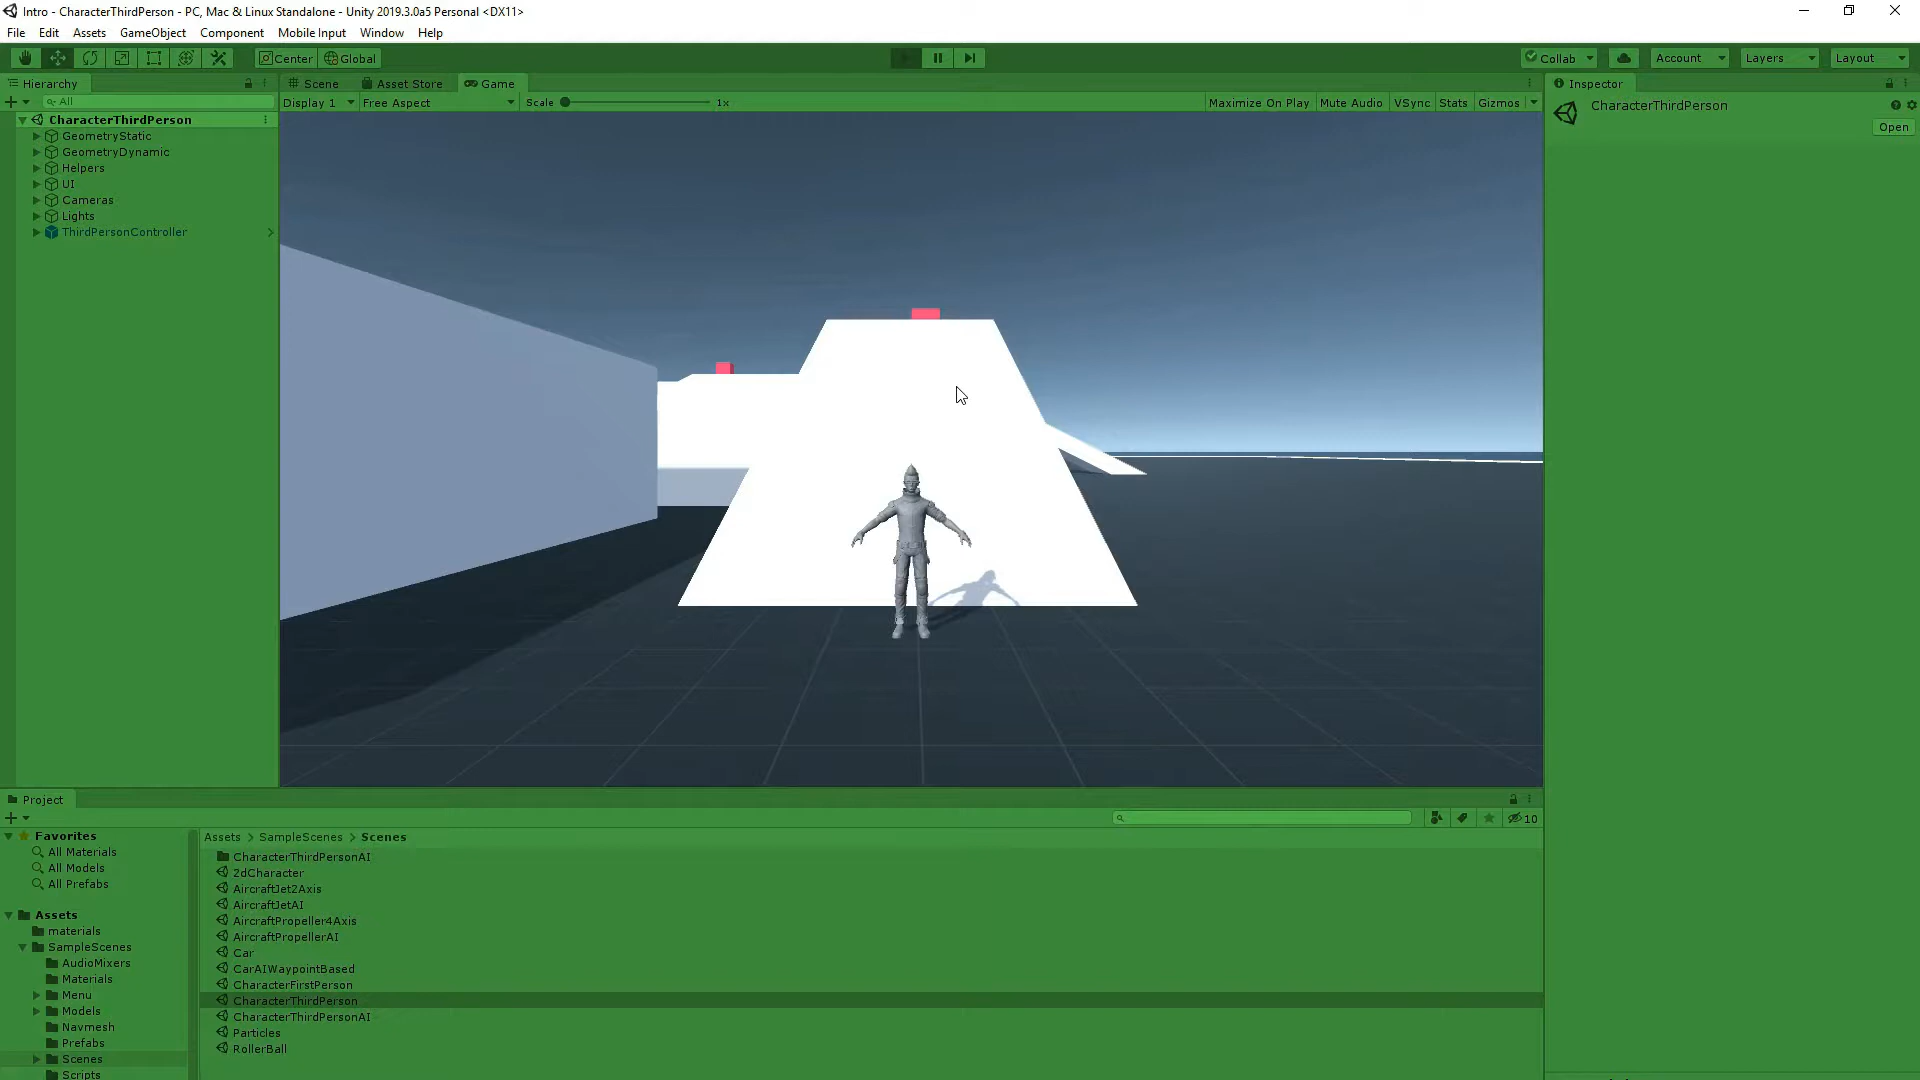 Intro - CharacterThirdPerson - PC, Mac & Linux Standalone - Unity 2019.3.0a5 Personal <DX11>
File Edit Assets GameObject Component Mobile Input Window Help
Center Global Collab Account Layers Layout
Hierarchy Scene Asset Store Game Inspector
All Display 1 Free Aspect Scale 1x Maximize On Play Mute Audio VSync Stats Gizmos CharacterThirdPerson
Open
CharacterThirdPerson
GeometryStatic
GeometryDynamic
Helpers
UI
Cameras
Lights
ThirdPersonController
Project
10
Favorites
All Materials
All Models
All Prefabs
Assets
materials
SampleScenes
AudioMixers
Materials
Menu
Models
Navmesh
Prefabs
Scenes
Scripts
Assets > SampleScenes > Scenes
CharacterThirdPersonAI
2dCharacter
AircraftJet2Axis
AircraftJetAI
AircraftPropeller4Axis
AircraftPropellerAI
Car
CarAIWaypointBased
CharacterFirstPerson
CharacterThirdPerson
CharacterThirdPersonAI
Particles
RollerBall